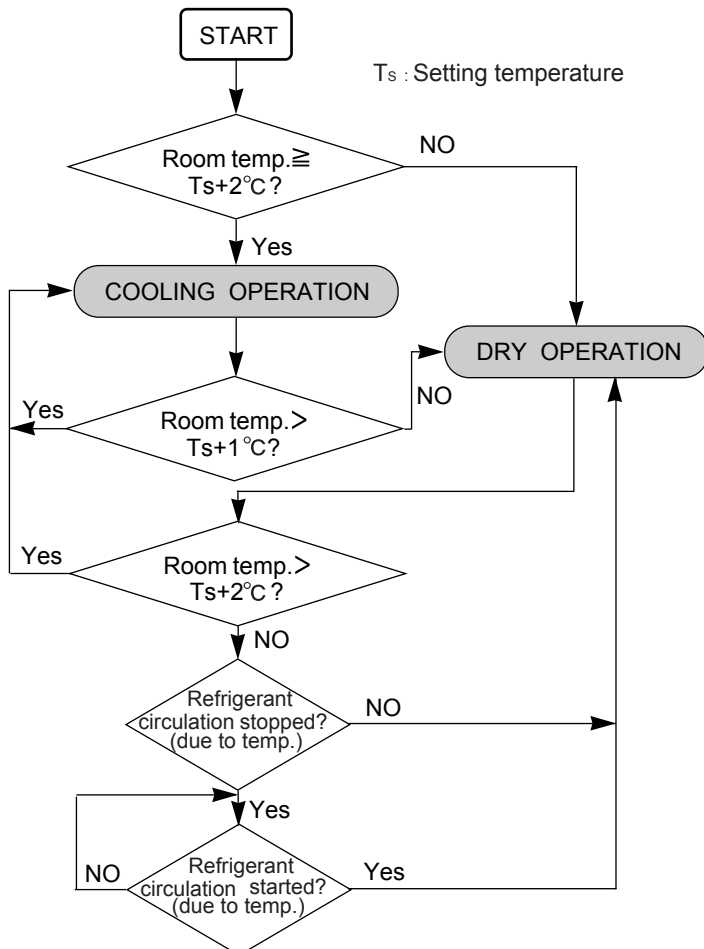 START
Ts : Setting temperature
Room temp.≧
Ts+2℃?
NO
Yes
COOLING OPERATION
DRY OPERATION
Yes
Room temp.>
Ts+1℃?
NO
Yes
Room temp.>
Ts+2℃?
NO
Refrigerant
circulation stopped?
(due to temp.)
NO
Yes
NO
Refrigerant
circulation started?
(due to temp.)
Yes